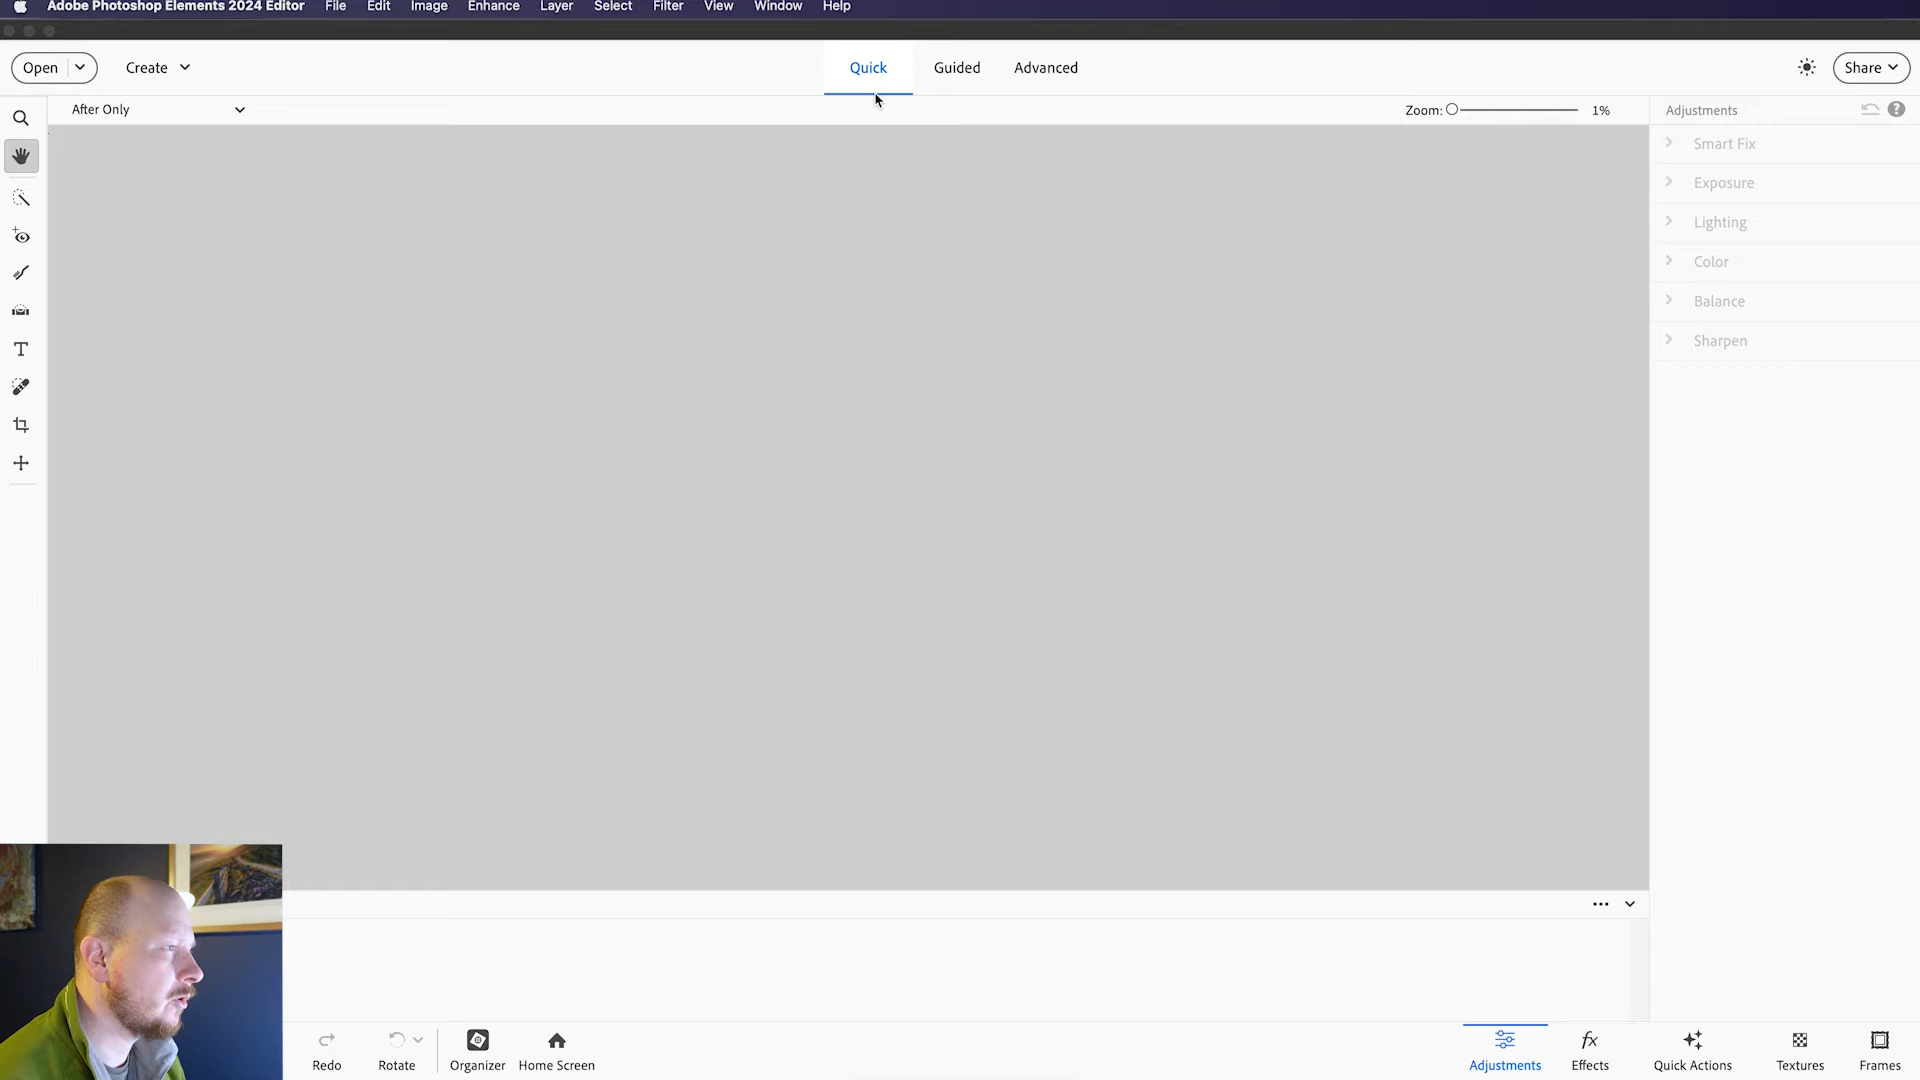 Adobe Photoshop Elements 2024 Editor File Edit Image Enhance Layer Select Filter View Window Help
Open Create Quick Guided Advanced Share
After Only Zoom: 1% Adjustments ?
Smart Fix
Exposure
Lighting
Color
Balance
Sharpen
T
Redo Rotate Organizer Home Screen fx Adjustments Effects Quick Actions Textures Frames